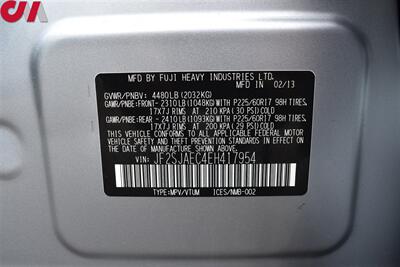 FJI
MFD BY FUJI HEAVY INDUSTRIES LTD.
02/13
GVWR/PNBV: 4480LB (2032KG)
GAWR/PNBE:FRONT- 2310LB (1048KG) WITH P225/60R17 98H TIRES.
17X7J RIMS AT 210 KPA (30 PSI) COLD
GAWR/PNBE:REAR - 2410LB (1093KG) WITH P225/60R17 98H TIRES.
17X7J RIMS AT 200 KPA (29 PSI) COLD
THIS VEHICLE CONFORMS TO ALL APPLICABLE FEDERAL MOTOR
VEHICLE SAFETY AND THEFT PREVENTION STANDARDS IN EFFECT
ON THE DATE OF MANUFACTURE SHOWN ABOVE.
VIN: JF2SJAEC4EH417954
TYPE:MPV/VTUM ICES/NMB-002